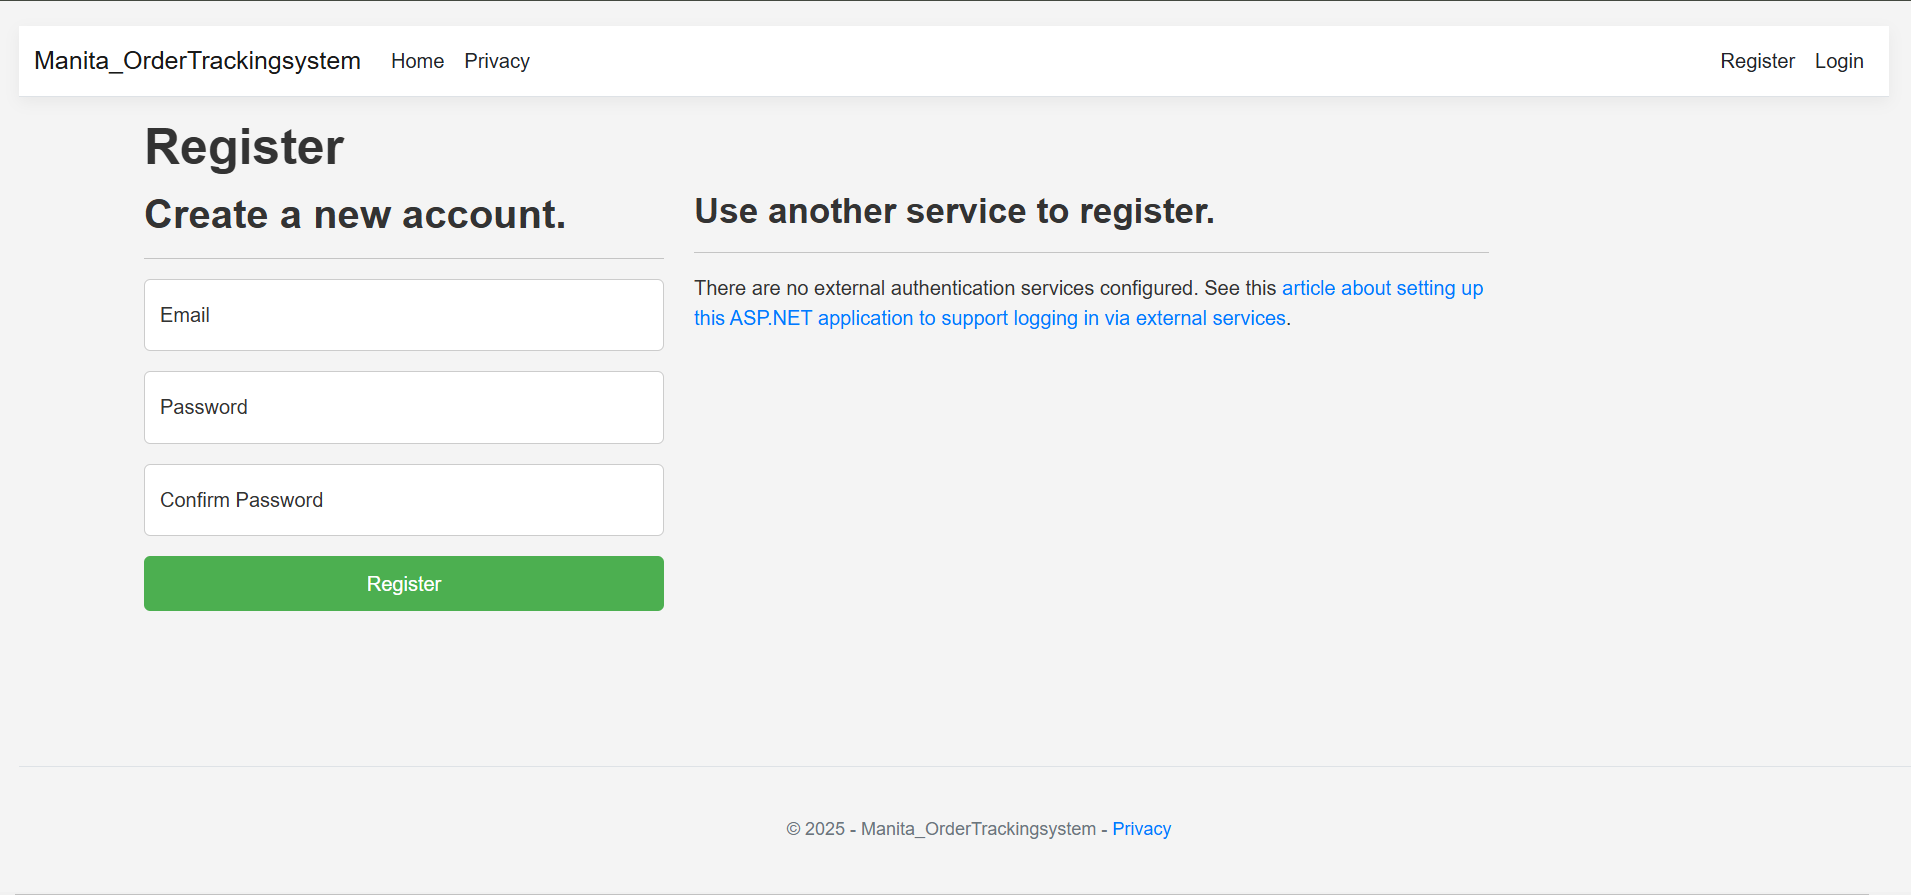 Manita_OrderTrackingsystem Home Privacy Register Login
Register
Create a new account.
Email
Password
Confirm Password
Register
Use another service to register.
There are no external authentication services configured. See this article about setting up
this ASP.NET application to support logging in via external services.
© 2025 - Manita_OrderTrackingsystem - Privacy